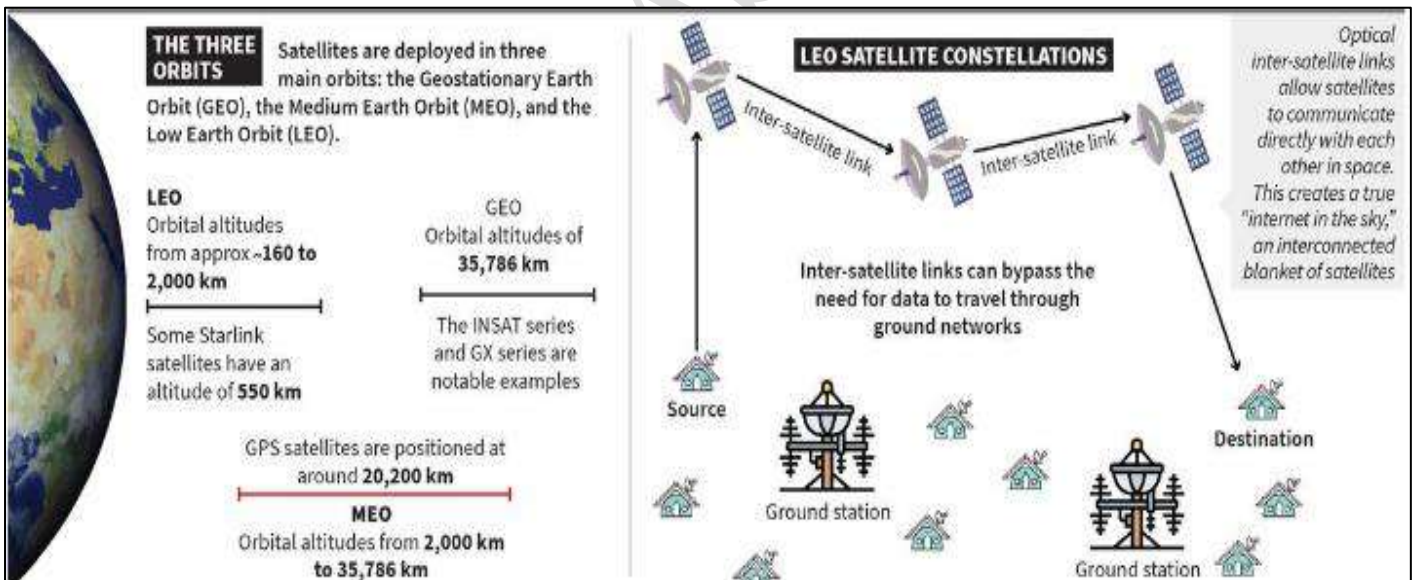 THE THREE
ORBITS
Satellites are deployed in three
main orbits: the Geostationary Earth
Orbit (GEO), the Medium Earth Orbit (MEO), and the
Low Earth Orbit (LEO).
LEO
Orbital altitudes
from approx ~160 to
2,000 km
Some Starlink
satellites have an
altitude of 550 km
GEO
Orbital altitudes of
35,786 km
The INSAT series
and GX series are
notable examples
GPS satellites are positioned at
around 20,200 km
MEO
Orbital altitudes from 2,000 km
to 35,786 km
LEO SATELLITE CONSTELLATIONS
Inter-satellite link
Inter-satellite link
Optical
inter-satellite links
allow satellites
to communicate
directly with each
other in space.
This creates a true
"internet in the sky,"
an interconnected
blanket of satellites
Inter-satellite links can bypass the
need for data to travel through
ground networks
Source
Destination
Ground station
Ground station